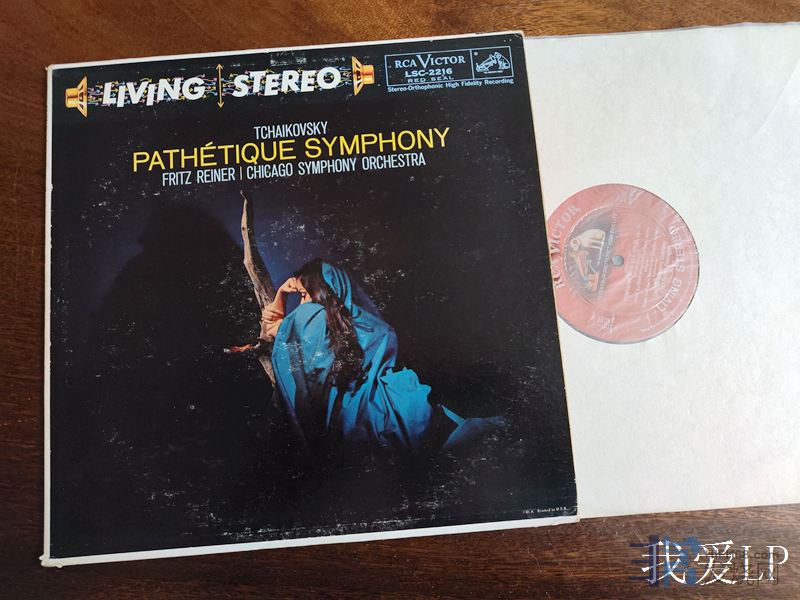 LIVING STEREO
RCA VICTOR
LSC-2216
RED SEAL
Stereo-Orthophonic High Fidelity Recording
TCHAIKOVSKY
PATHÉTIQUE SYMPHONY
FRITZ REINER | CHICAGO SYMPHONY ORCHESTRA
Printed in U.S.A.
RCA VICTOR
LIVING STEREO
我爱LP